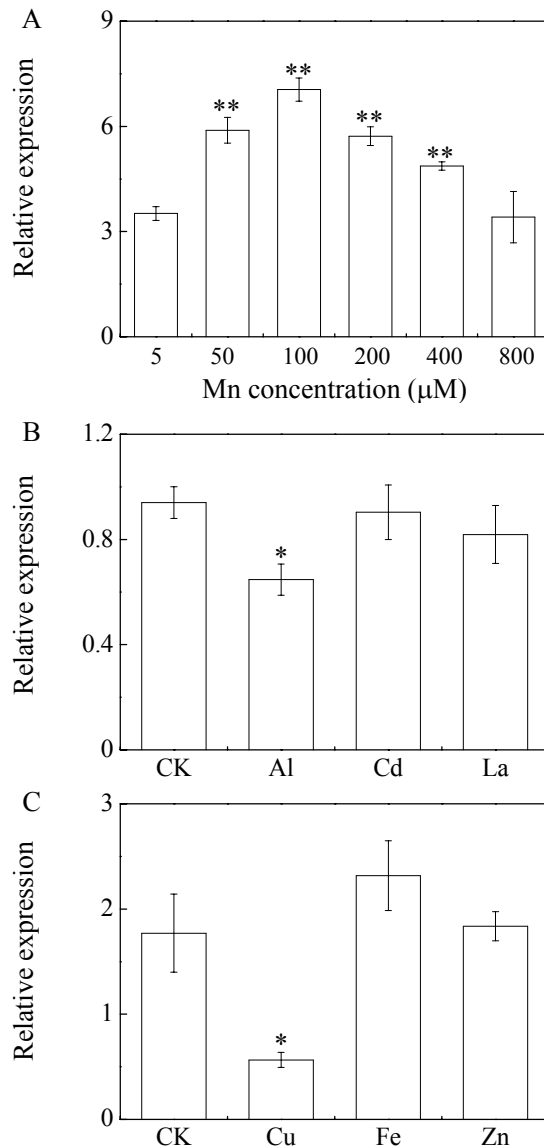 A
9
6
3
0
Relative expression
**
**
**
**
5 50 100 200 400 800
Mn concentration (μM)
B
1.2
0.8
0.4
0
Relative expression
*
CK Al Cd La
C
3
2
1
0
Relative expression
*
CK Cu Fe Zn